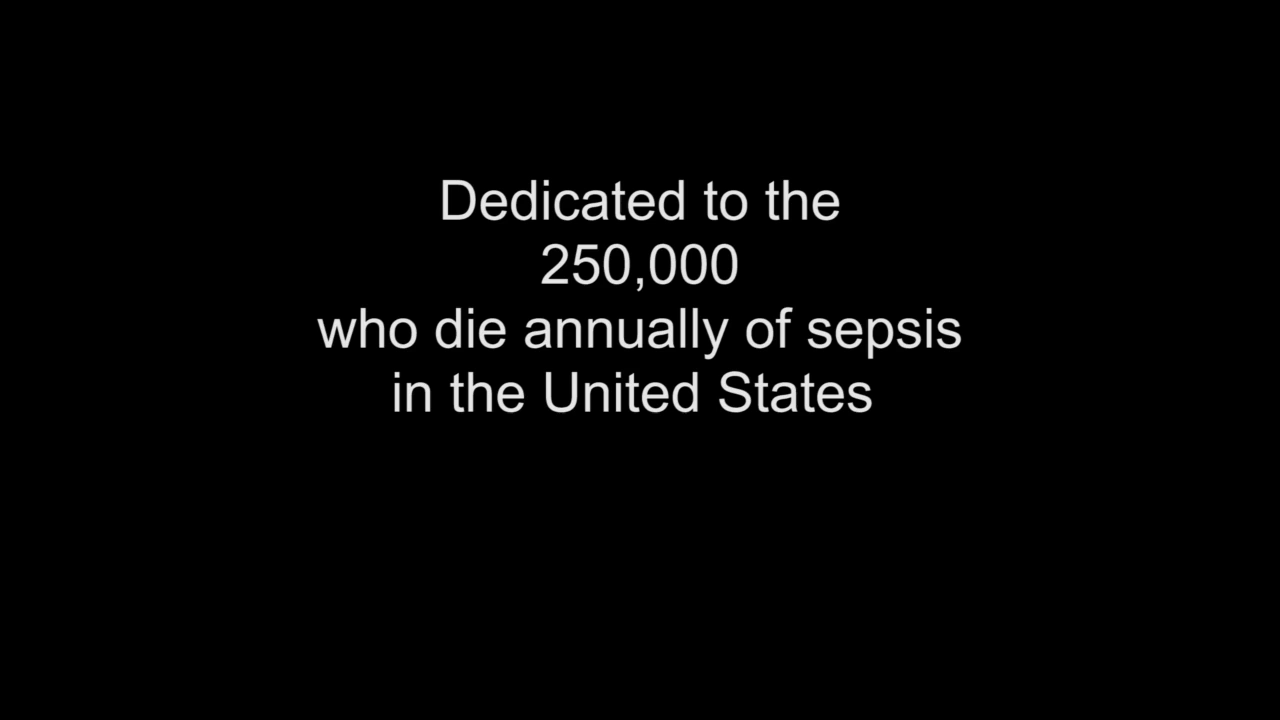 Dedicated to the
250,000
who die annually of sepsis
in the United States